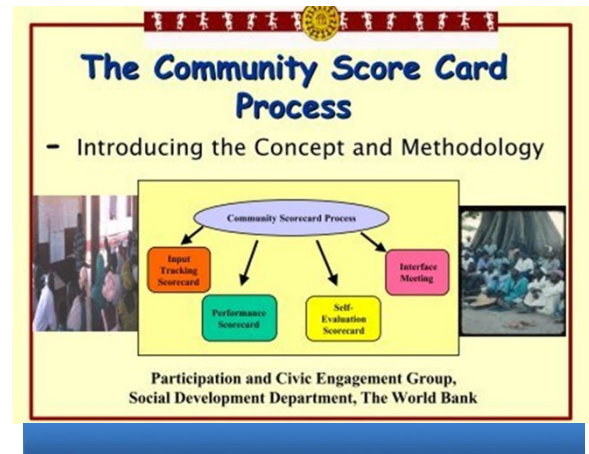 The Community Score Card
Process
- Introducing the Concept and Methodology
Community Scorecard Process
Input
Tracking
Scorecard
Performance
Scorecard
Self-
Evaluation
Scorecard
Interface
Meeting
Participation and Civic Engagement Group,
Social Development Department, The World Bank